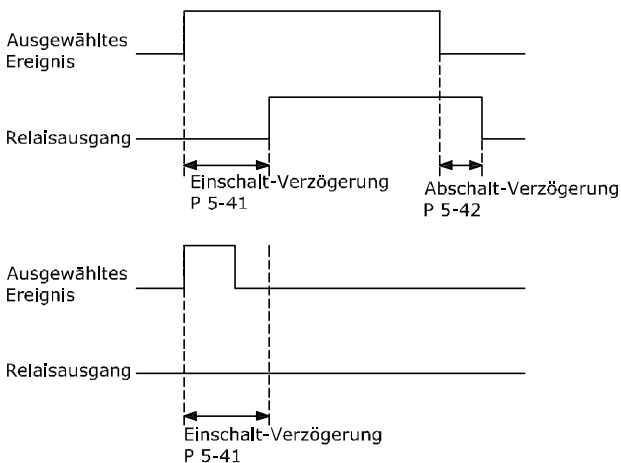 Ausgewähltes
Ereignis
Relaisausgang
Einschalt-Verzögerung
P 5-41
Abschalt-Verzögerung
P 5-42
Ausgewähltes
Ereignis
Relaisausgang
Einschalt-Verzögerung
P 5-41